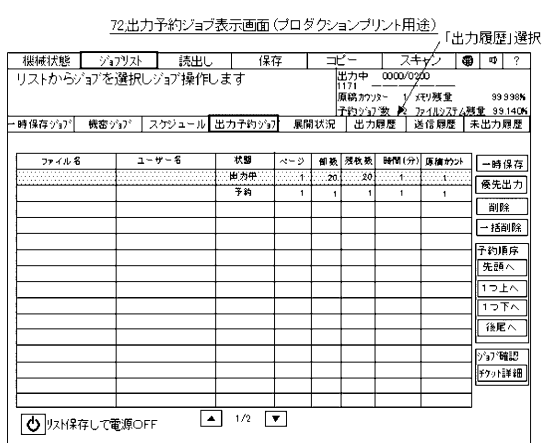 72.出力予約ジョブ表示画面(プロダクションプリント用途)
「出力履歴」選択
機械状態 ジョブリスト 読出し 保存 コピー スキャン ?
リストからジョブを選択しジョブ操作します
出力中 0000/0200
1171 —
原稿カウンター 1 メモリ残量 99.998%
予約ジョブ数 2 ファイルシステム残量 99.140%
一時保存ジョブ 機密ジョブ スケジュール 出力予約ジョブ 展開状況 出力履歴 送信履歴 未出力履歴
ファイル名 ユーザー名 状態 ページ 部数 残枚数 時間(分) 原稿カウント
出力中 1 20 20 1 1
予約 1 1 1 1 1
一時保存
優先出力
削除
一括削除
予約順序
先頭へ
1つ上へ
1つ下へ
後尾へ
ジョブ確認
チケット詳細
リスト保存して電源OFF
1/2